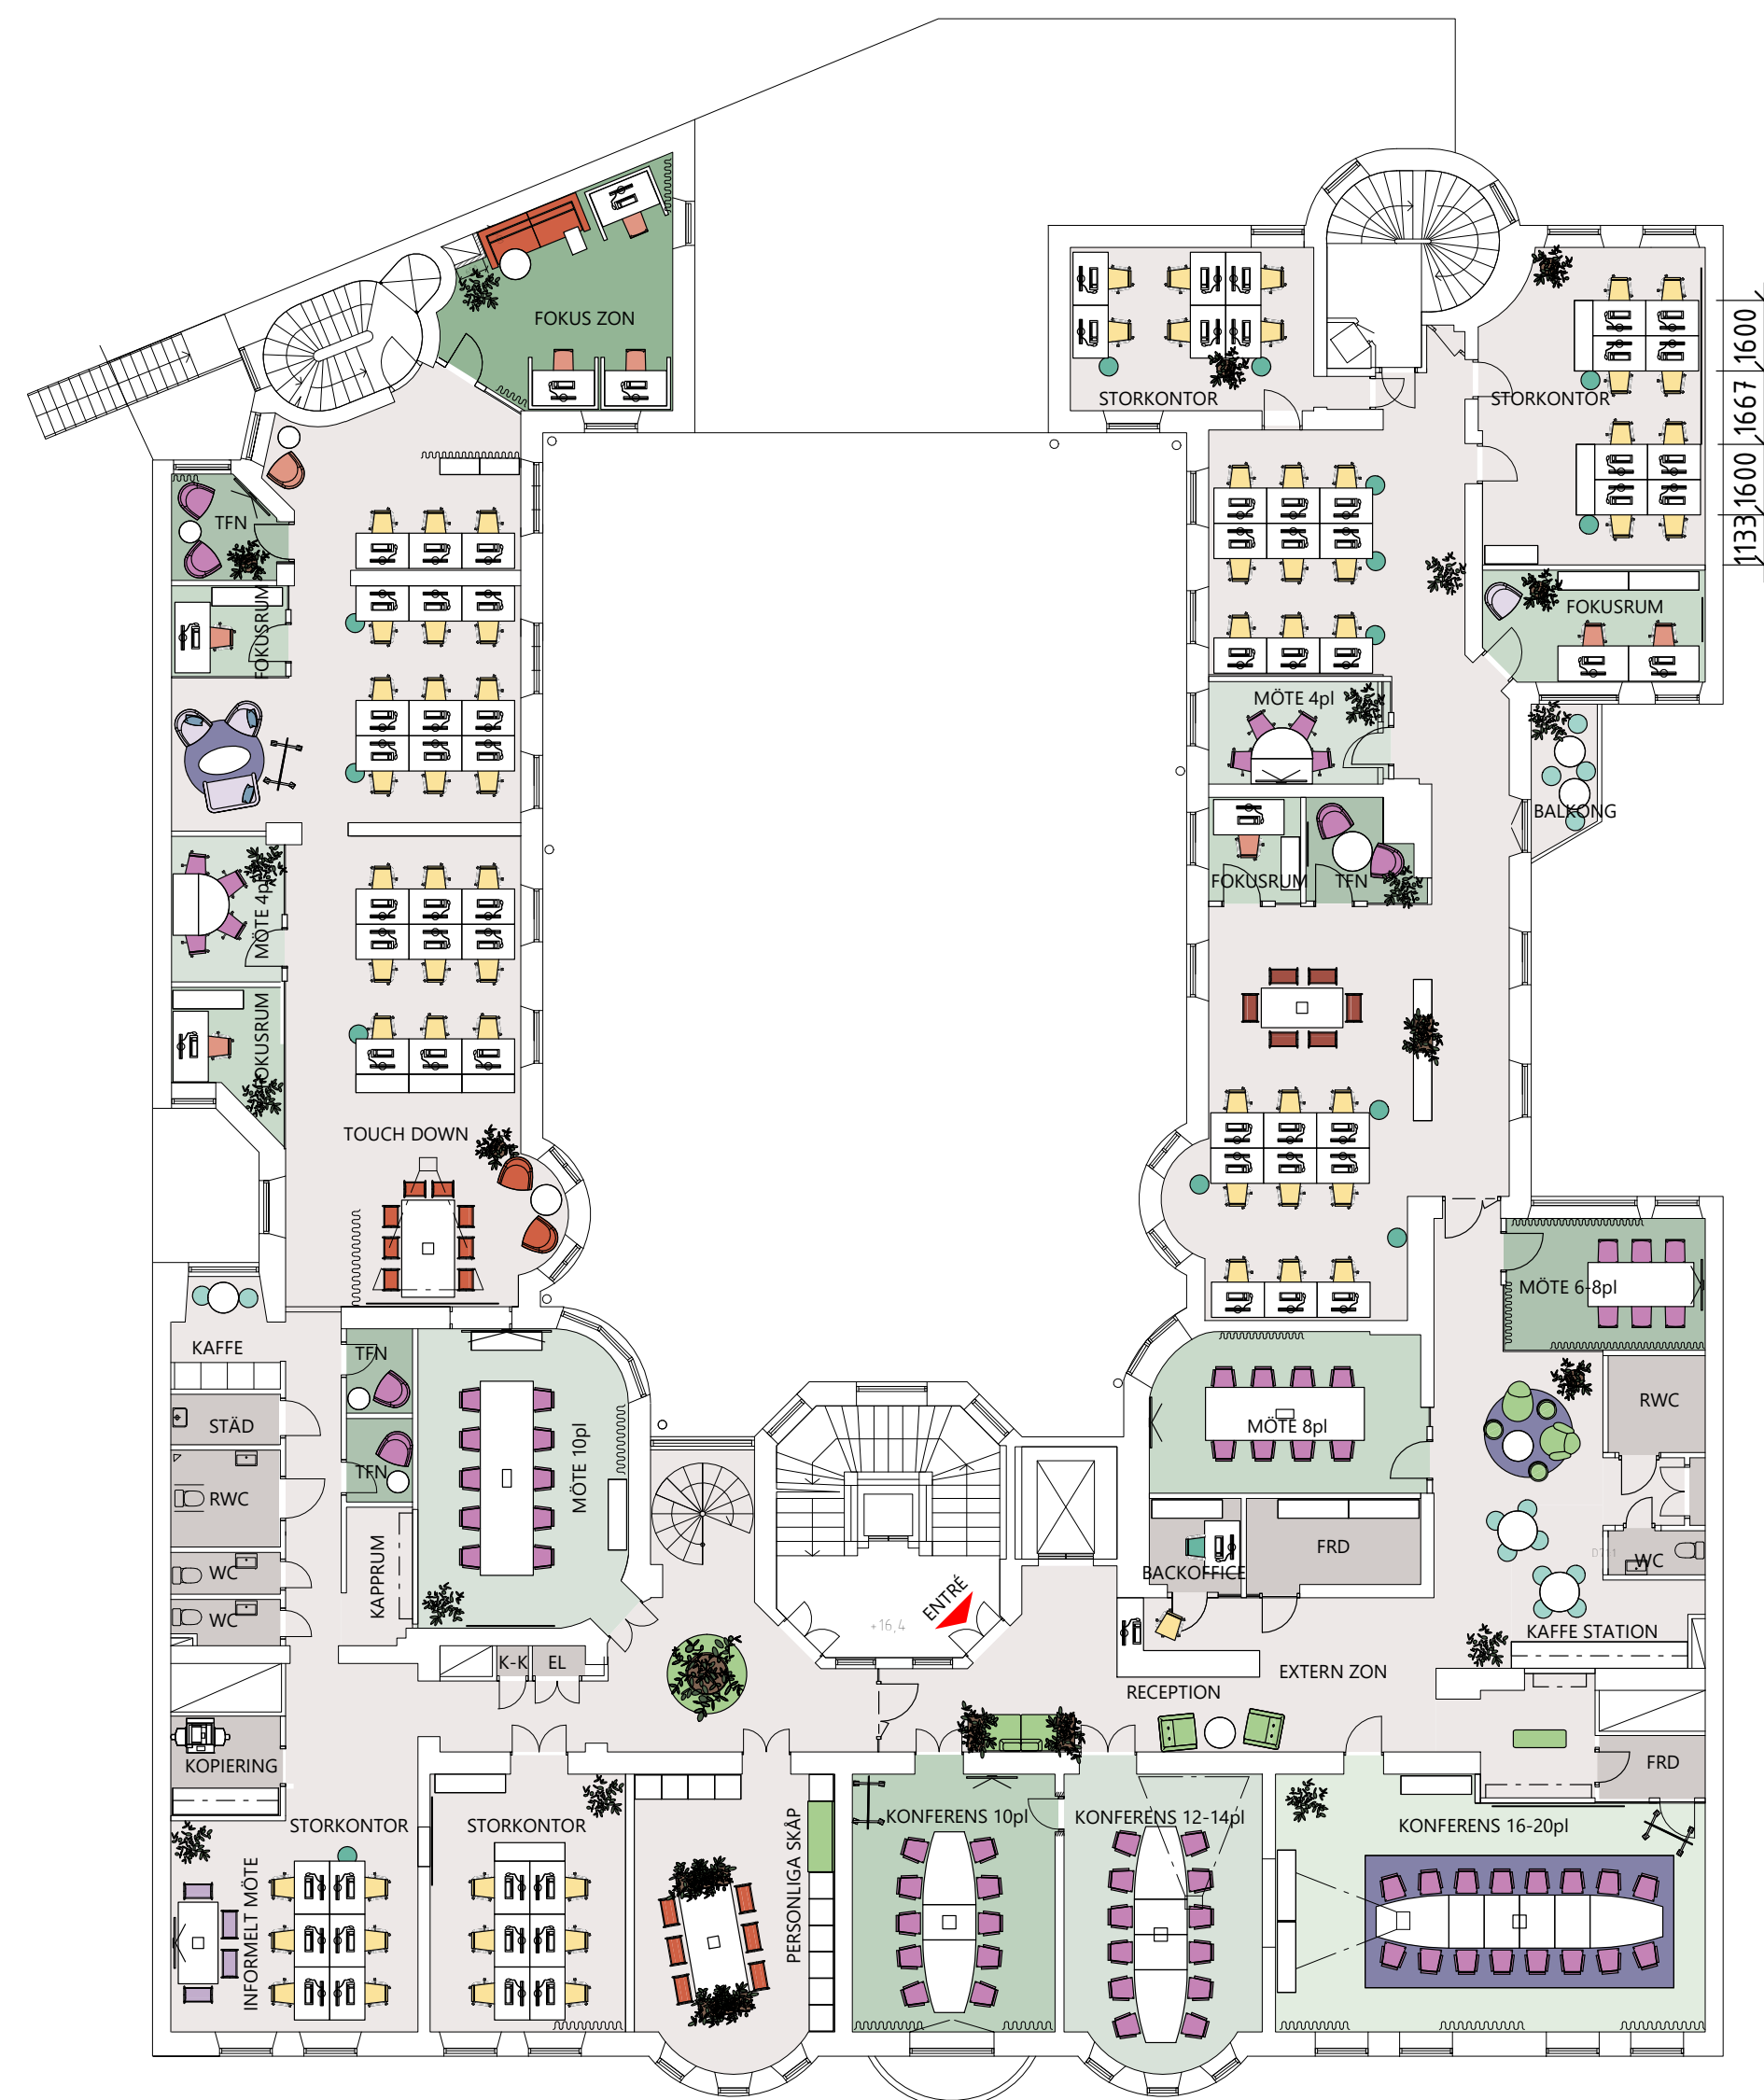 FOKUS ZON
STORKONTOR
STORKONTOR
1600
1667
1600
1133
TFN
FOKUSRUM
FOKUSRUM
MÖTE 4pl
BALKONG
MÖTE 4pl
FOKUSRUM
TFN
FOKUSRUM
TOUCH DOWN
MÖTE 6-8pl
KAFFE
TFN
STÄD
MÖTE 10pl
MÖTE 8pl
RWC
TFN
RWC
WC
WC
KAPPRUM
BACKOFFICE
FRD
WC
ENTRÉ
+16,4
KAFFE STATION
K-K
EL
EXTERN ZON
RECEPTION
KOPIERING
FRD
STORKONTOR
STORKONTOR
PERSONLIGA SKÅP
KONFERENS 10pl
KONFERENS 12-14pl
KONFERENS 16-20pl
INFORMELT MÖTE